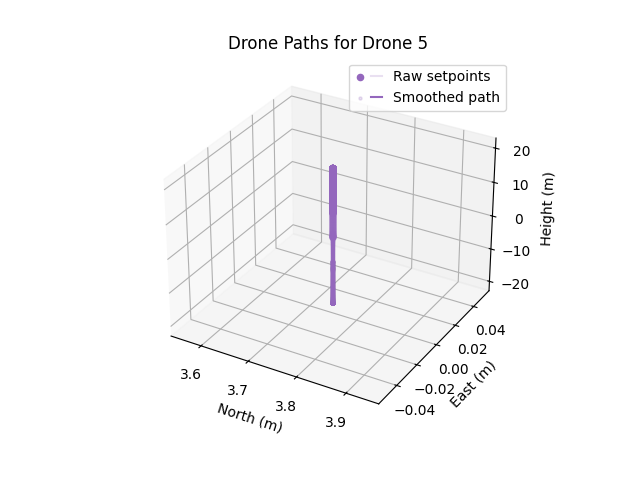 Drone Paths for Drone 5
Raw setpoints
Smoothed path
20
10
0
−10
−20
Height (m)
0.04
0.02
0.00
−0.02
−0.04
East (m)
3.6
3.7
3.8
3.9
North (m)